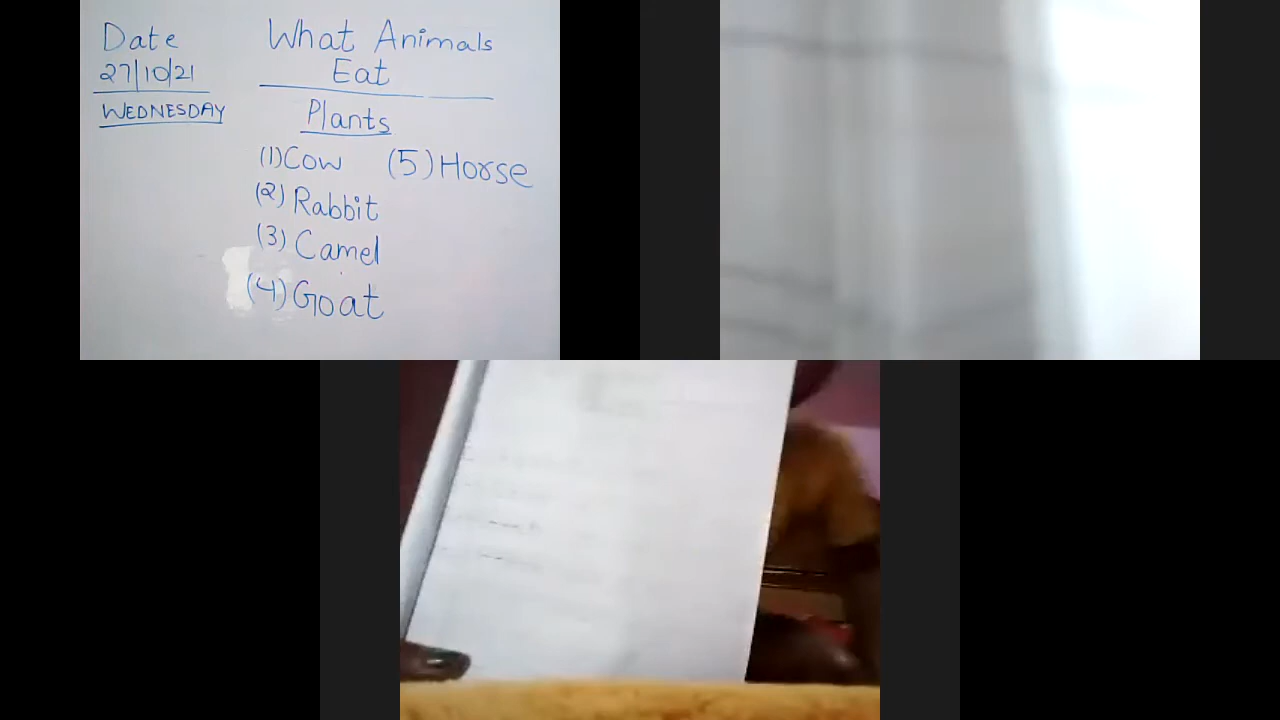 Date
27/10/21
WEDNESDAY
What Animals
Eat
Plants
(1) Cow (5) Horse
(2) Rabbit
(3) Camel
(4) Goat